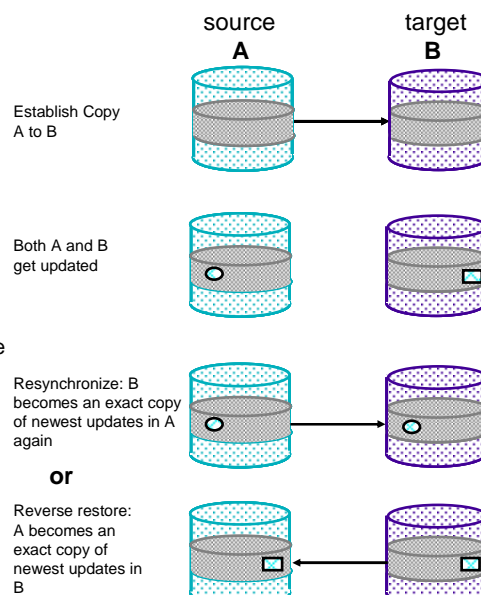 source
target
A
B
Establish Copy
A to B
Both A and B
get updated
e
Resynchronize: B
becomes an exact copy
of newest updates in A
again
or
Reverse restore:
A becomes an
exact copy of
newest updates in
B